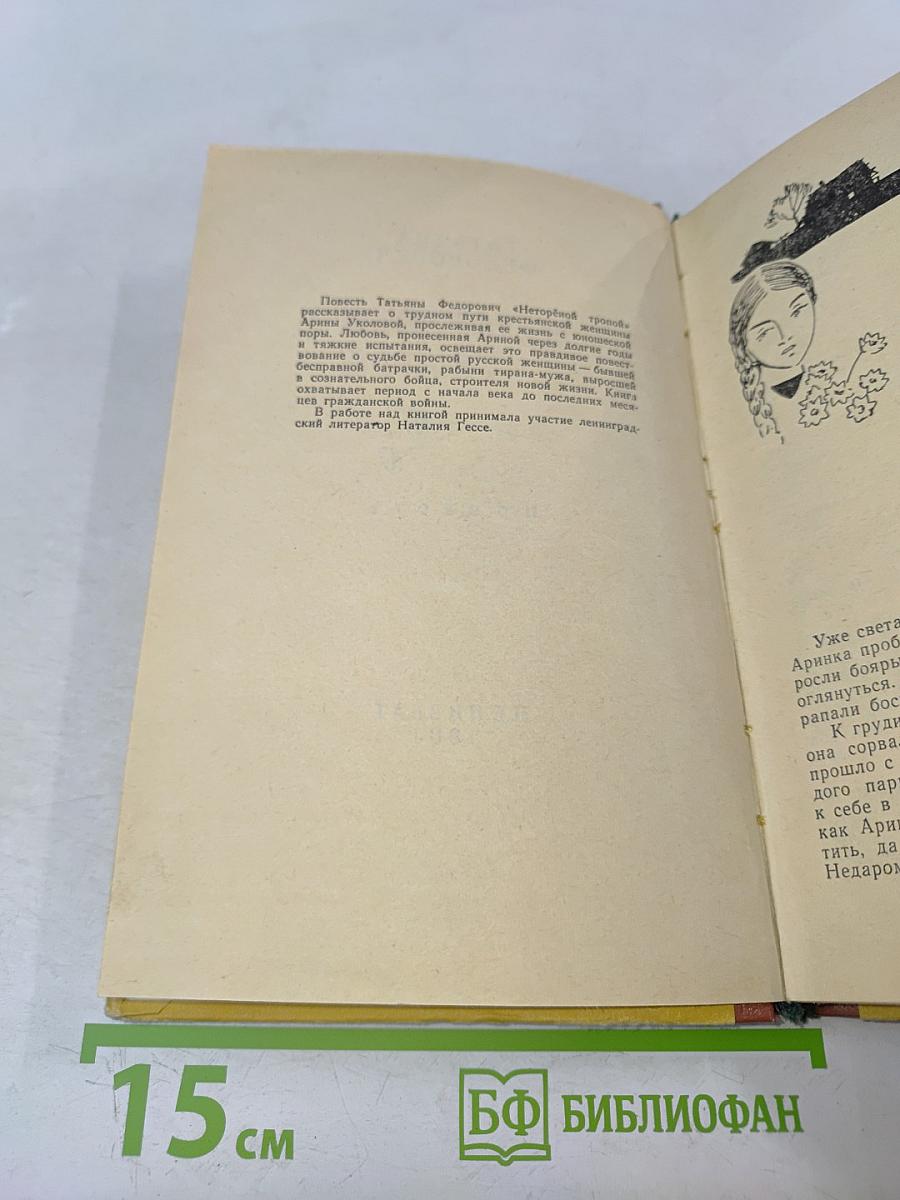 Повесть Татьяны Федорович «Неторёной тропой»
рассказывает о трудном пути крестьянской женщины
Арины Уколовой, прослеживая ее жизнь с юношеской
поры. Любовь, пронесенная Ариной через долгие годы
и тяжкие испытания, освещает это правдивое повест-
вование о судьбе простой русской женщины — бывшей
бесправной батрачки, рабыни тирана-мужа, выросшей
в сознательного бойца, строителя новой жизни. Книга
охватывает период с начала века до последних меся-
цев гражданской войны.
В работе над книгой принимала участие ленинград-
ский литератор Наталия Гессе.
Уже света
Аринка проб
росли бояры
оглянуться.
рапали бос
К груди
она сорва
прошло с
дого пар
к себе в
как Арин
тить, да
Недаром
15 см
БФ БИБЛИОФАН